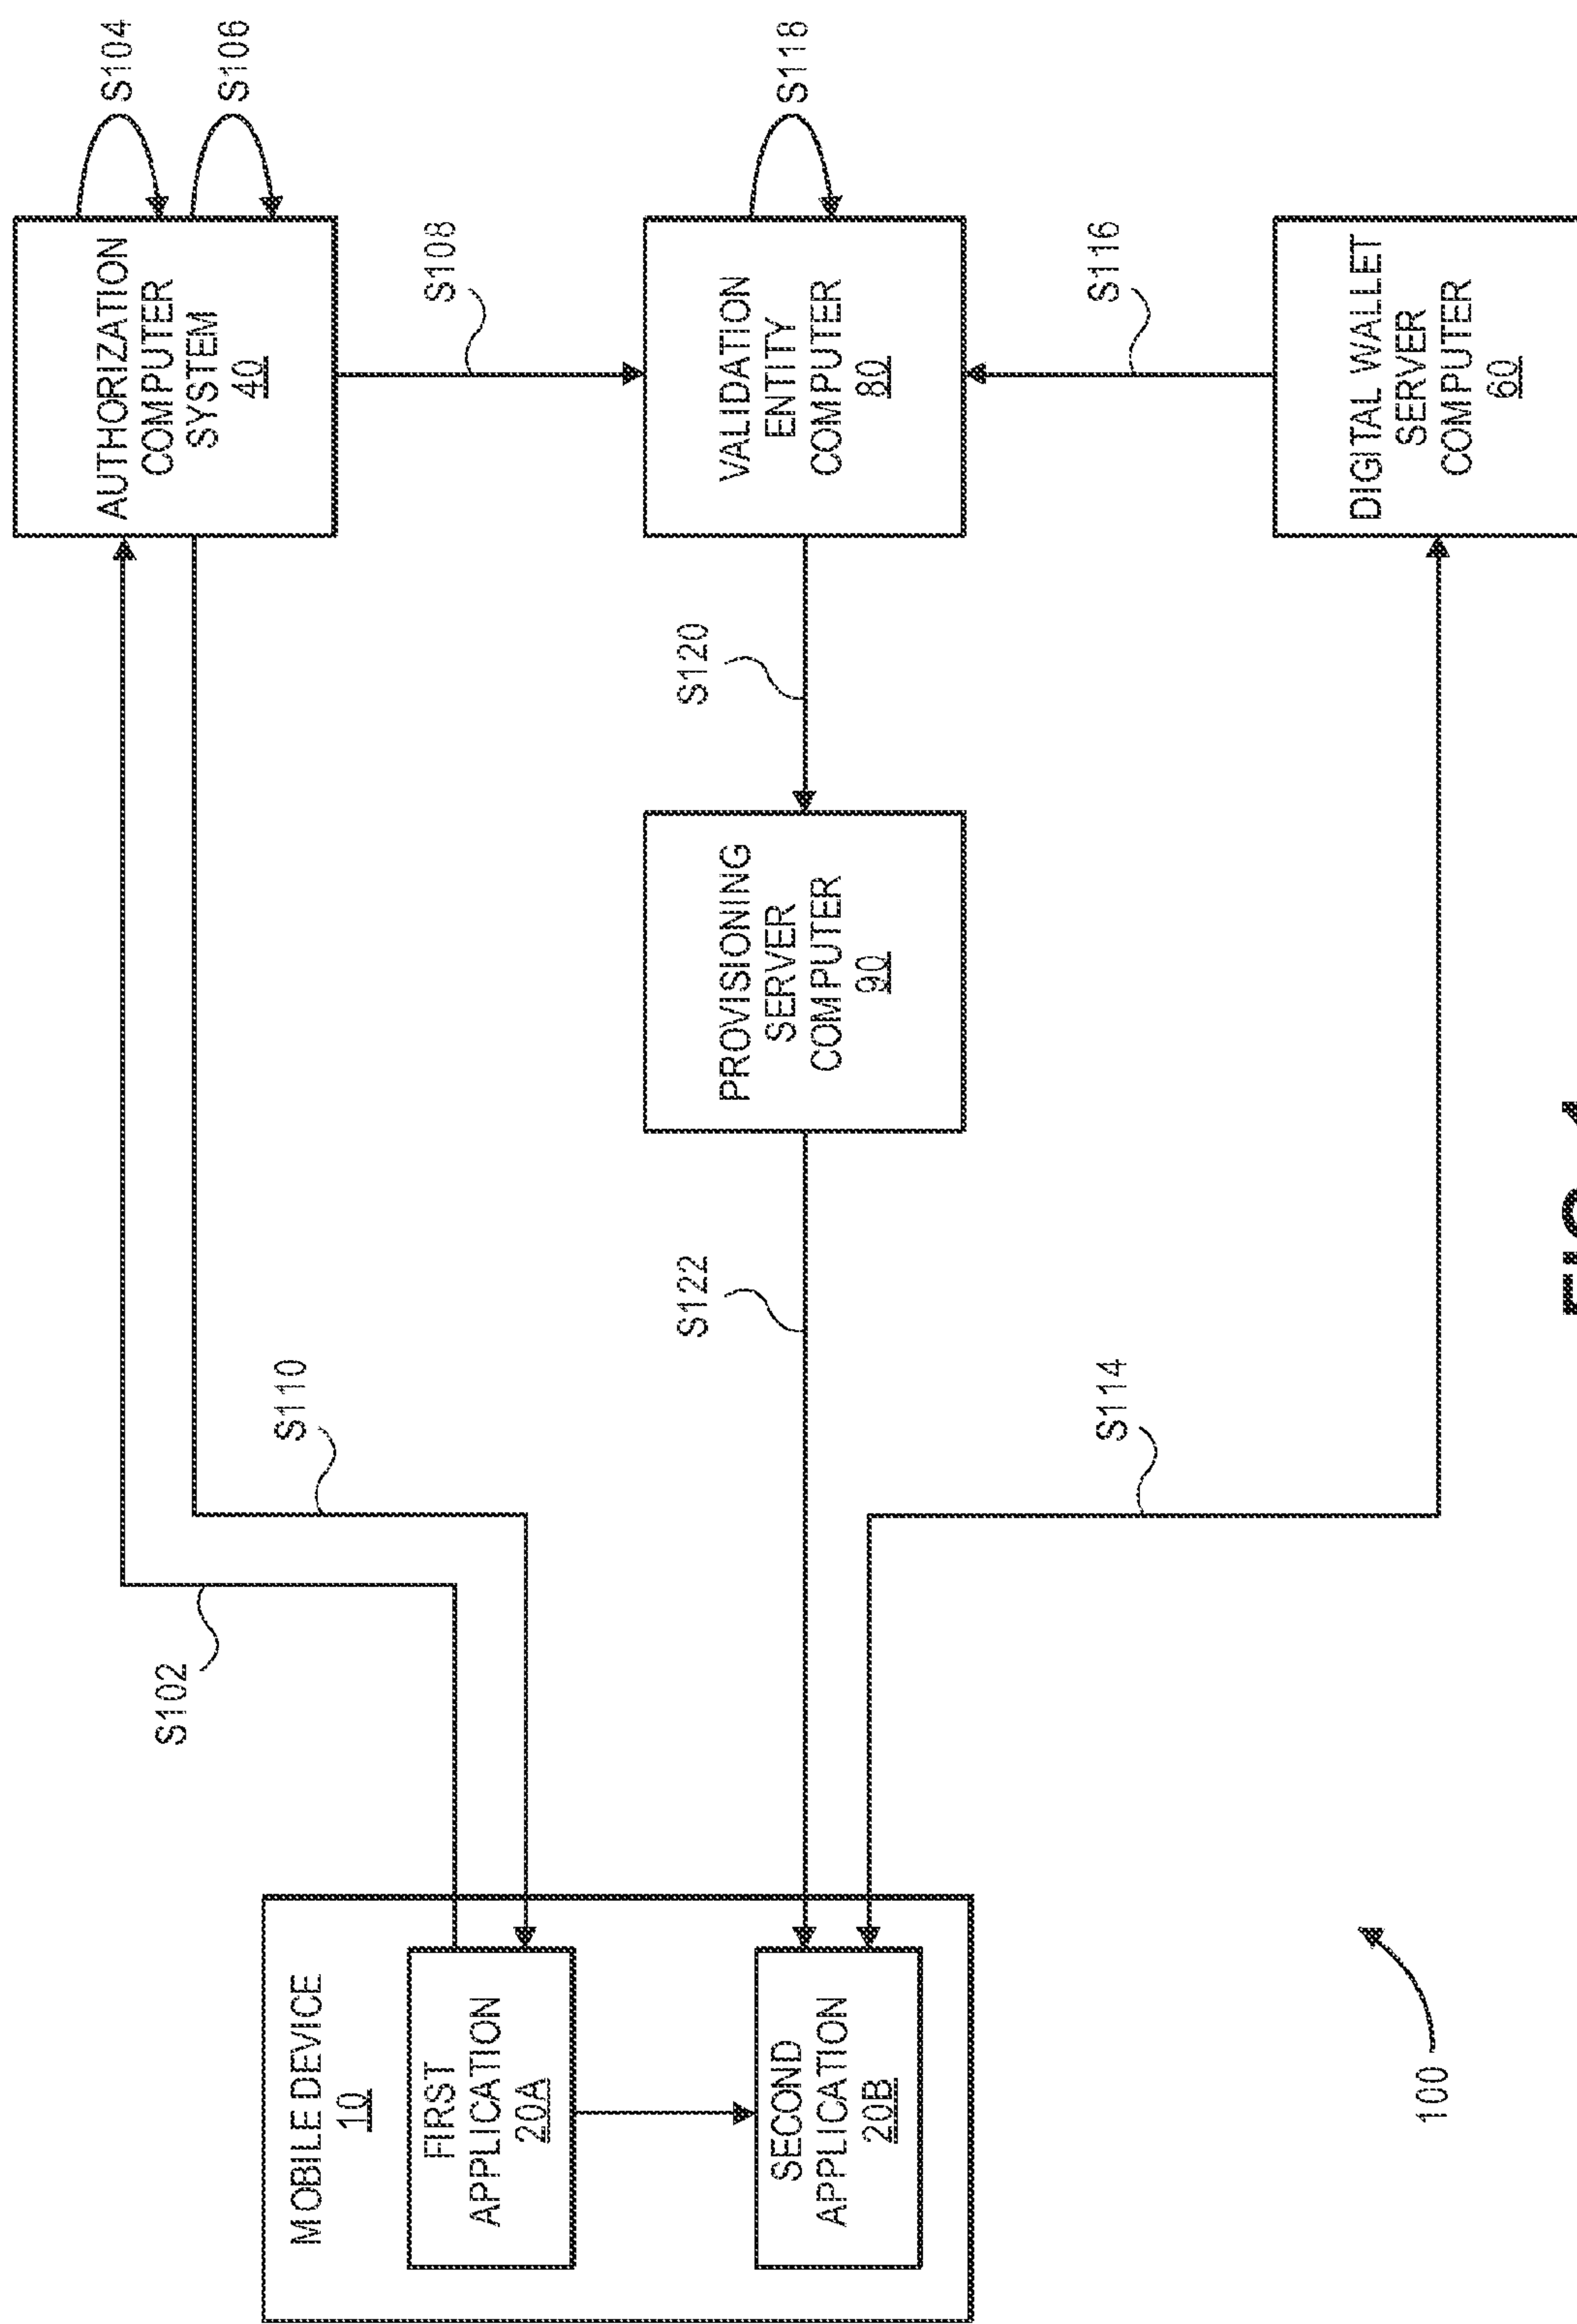 MOBILE DEVICE
10
FIRST
APPLICATION
20A
SECOND
APPLICATION
20B
S102
S110
S122
S114
PROVISIONING
SERVER
COMPUTER
90
S120
AUTHORIZATION
COMPUTER
SYSTEM
40
S104
S106
S108
VALIDATION
ENTITY
COMPUTER
80
S118
S116
DIGITAL WALLET
SERVER
COMPUTER
60
100